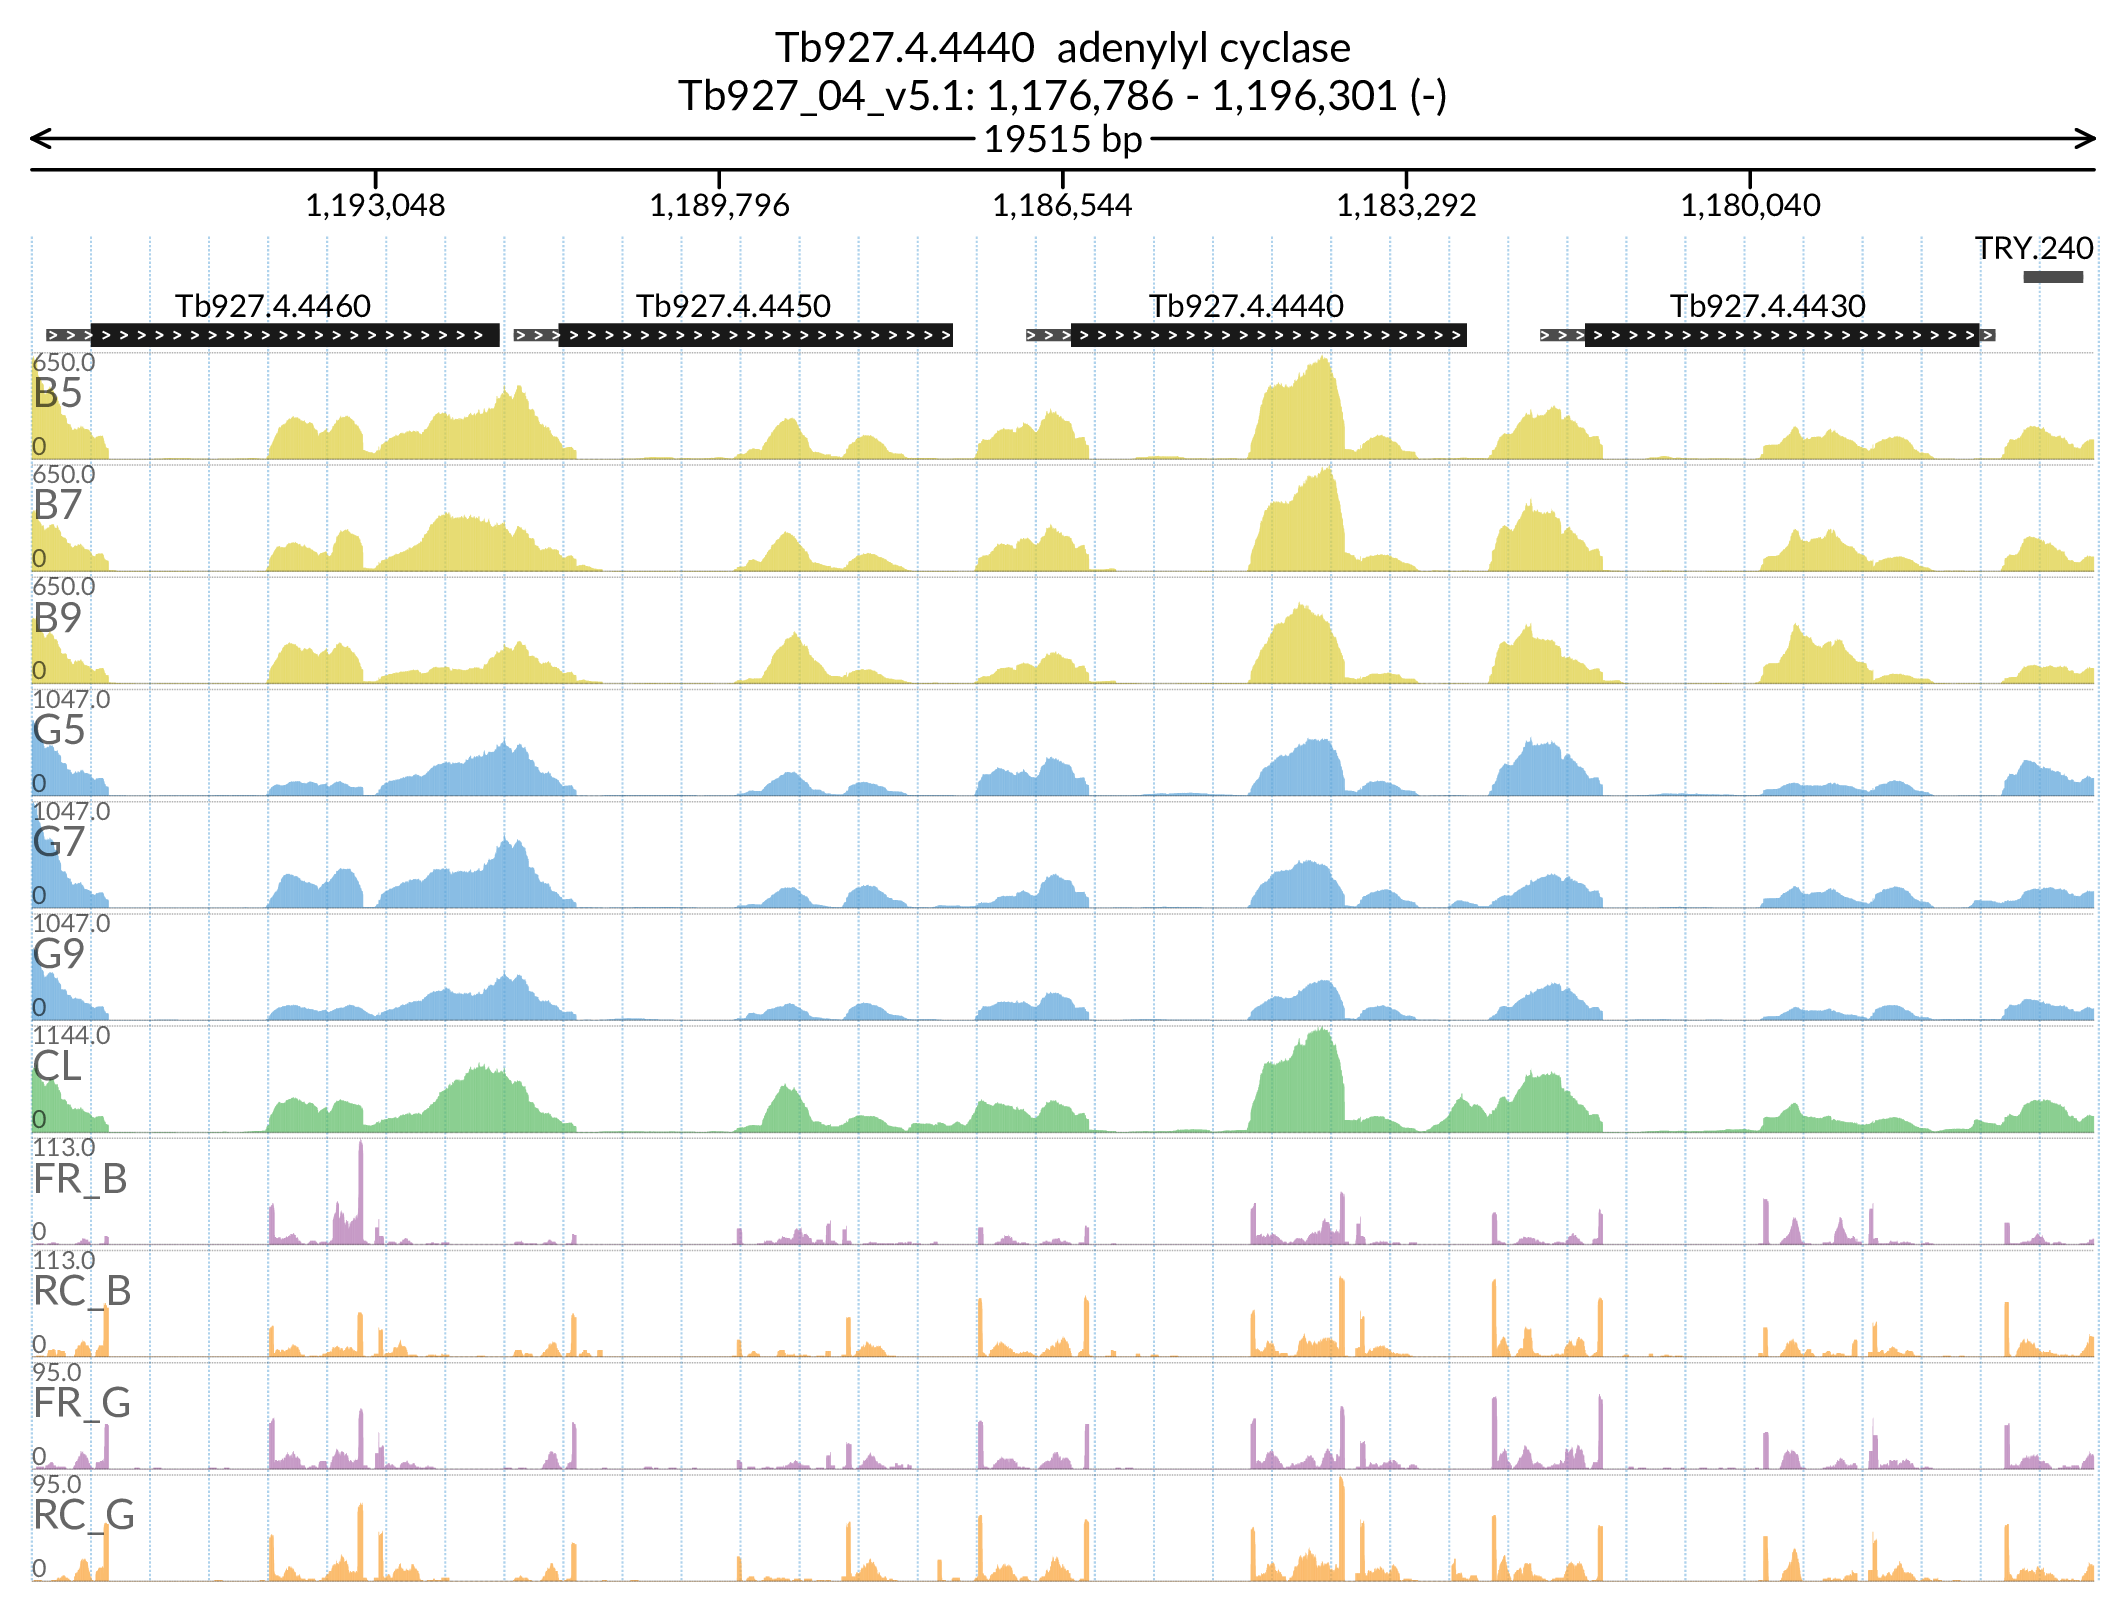 Tb927.4.4440  adenylyl cyclase
Tb927_04_v5.1: 1,176,786 - 1,196,301 (-)
19515 bp
1,193,048 1,189,796 1,186,544 1,183,292 1,180,040
TRY.240
Tb927.4.4460 Tb927.4.4450 Tb927.4.4440 Tb927.4.4430
650.0
B5
0
650.0
B7
0
650.0
B9
0
1047.0
G5
0
1047.0
G7
0
1047.0
G9
0
1144.0
CL
0
113.0
FR_B
0
113.0
RC_B
0
95.0
FR_G
0
95.0
RC_G
0